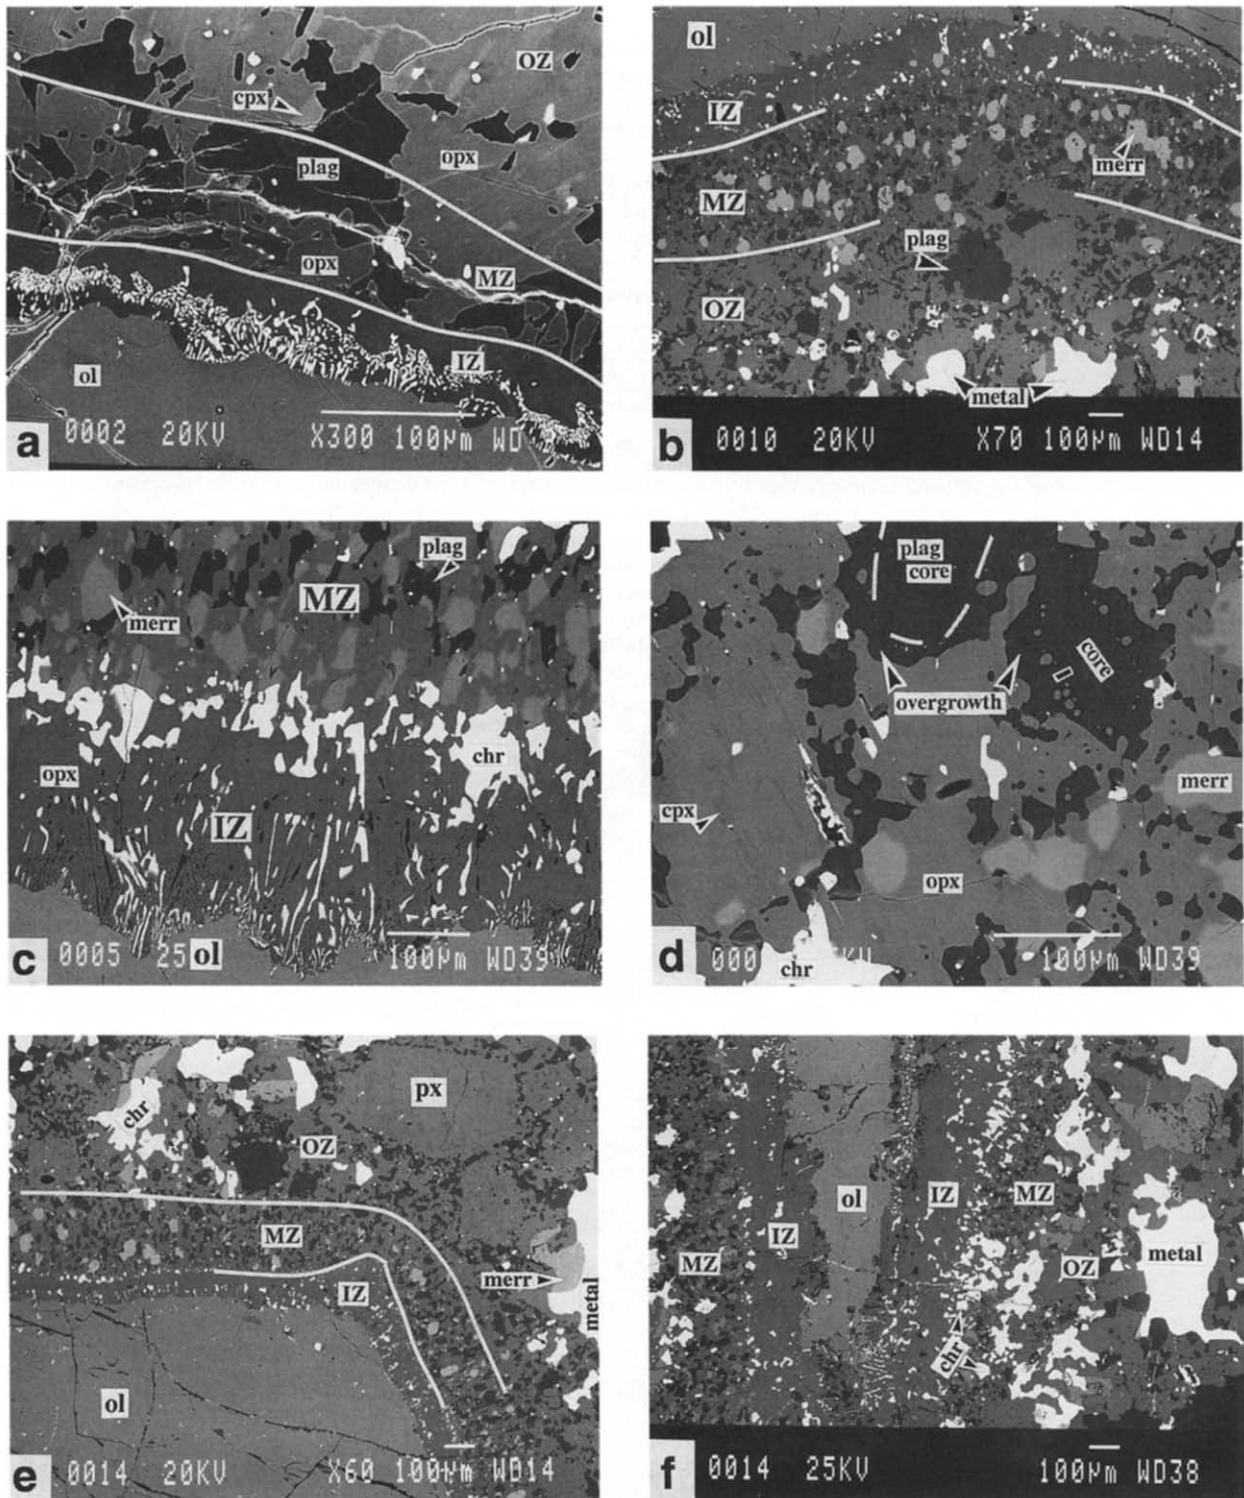 OZ
cpx
opx
plag
opx
MZ
IZ
ol
a 0002 20KV X300 100µm WD
ol
IZ
merr
MZ
plag
OZ
metal
b 0010 20KV X70 100µm WD14
plag
MZ
merr
chr
opx
IZ
c 0005 25 ol 100µm WD39
plag
core
core
overgrowth
merr
cpx
opx
chr
d 000 KV 100µm WD39
px
chr
OZ
MZ
merr
IZ
metal
ol
e 0014 20KV X60 100µm WD14
ol
IZ
MZ
IZ
MZ
OZ
metal
chr
f 0014 25KV 100µm WD38